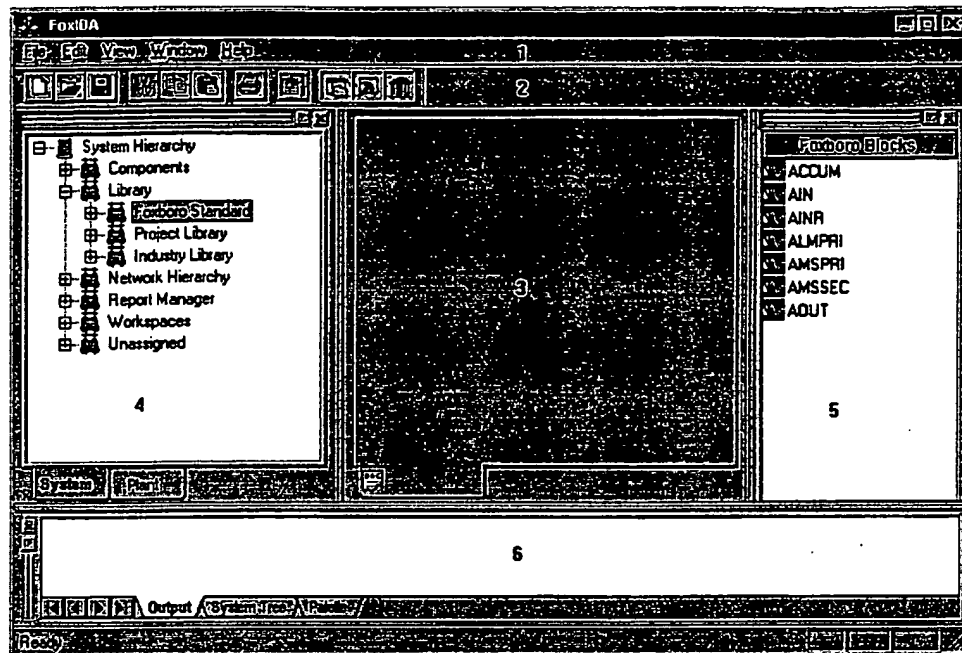 Fox!DA
File Edit View Window Help
1
2
System Hierarchy
Components
Library
Foxboro Standard
Project Library
Industry Library
Network Hierarchy
Report Manager
Workspaces
Unassigned
4
System Plant
3
Foxboro Blocks
ACCUM
AIN
AINR
ALMPRI
AMSPRI
AMSSEC
AOUT
5
6
Output System Tree Palette
Ready